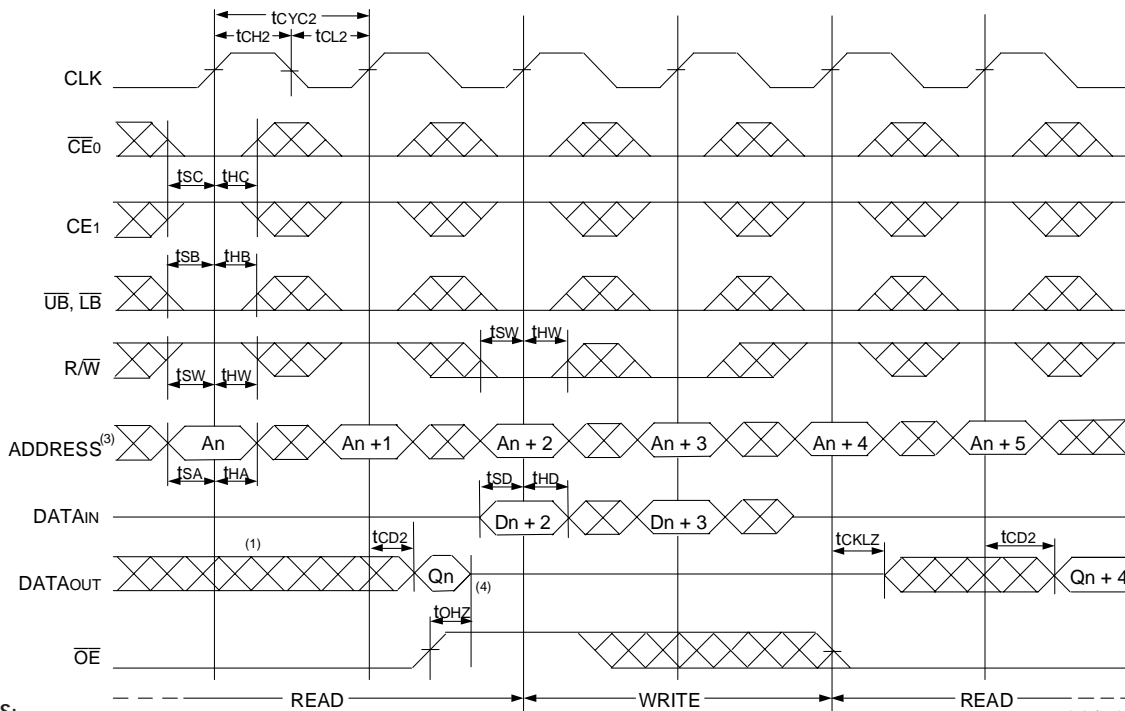 tCYC2
tCH2 tCL2
CLK
CE0
tSC tHC
CE1
tSB tHB
UB, LB
tSW tHW
R/W
tSW tHW
ADDRESS(3) An An +1 An + 2 An + 3 An + 4 An + 5
tSA tHA
tSD tHD
DATAIN Dn + 2 Dn + 3
(1) tCD2 tCKLZ tCD2
DATAOUT Qn (4) Qn + 4
tOHZ
OE
READ WRITE READ